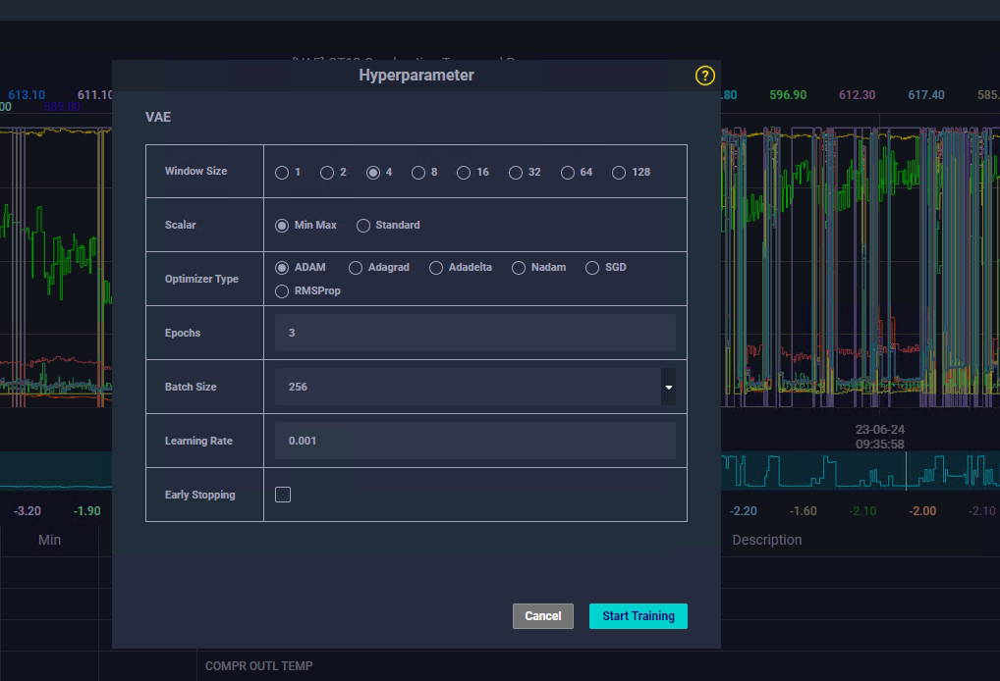 Hyperparameter ?
613.10 611.10 .80 596.90 612.30 617.40 585.
00 589.00
VAE
Window Size 1 2 4 8 16 32 64 128
Scalar Min Max Standard
Optimizer Type ADAM Adagrad Adadelta Nadam SGD
RMSProp
Epochs 3
Batch Size 256
Learning Rate 0.001
23-06-24
09:35:58
Early Stopping
-3.20 -1.90 -2.20 -1.60 -2.10 -2.00 -2.10
Min Description
Cancel Start Training
COMPR OUTL TEMP